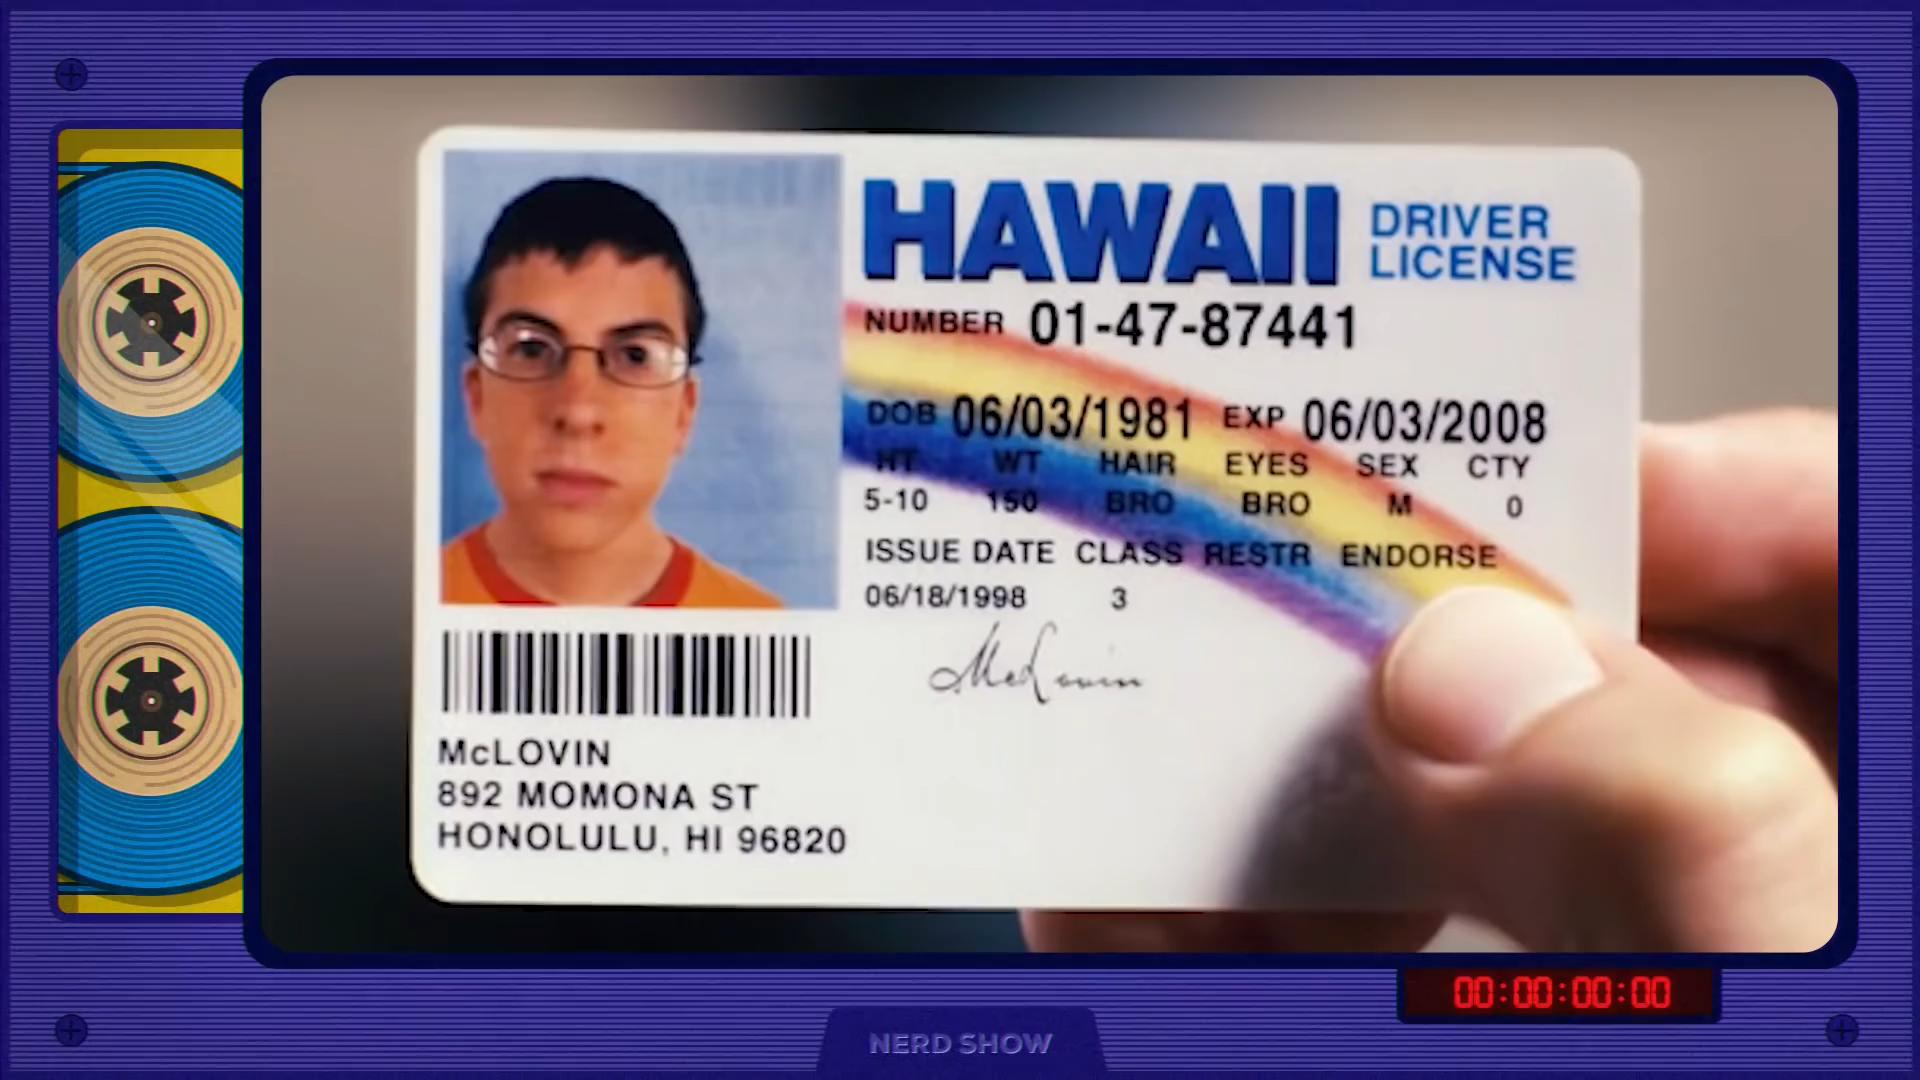 HAWAII DRIVER LICENSE
NUMBER 01-47-87441
DOB 06/03/1981 EXP 06/03/2008
HT WT HAIR EYES SEX CTY
5-10 150 BRO BRO M 0
ISSUE DATE CLASS RESTR ENDORSE
06/18/1998 3
McLovin
McLOVIN
892 MOMONA ST
HONOLULU, HI 96820
00:00:00:00
NERD SHOW